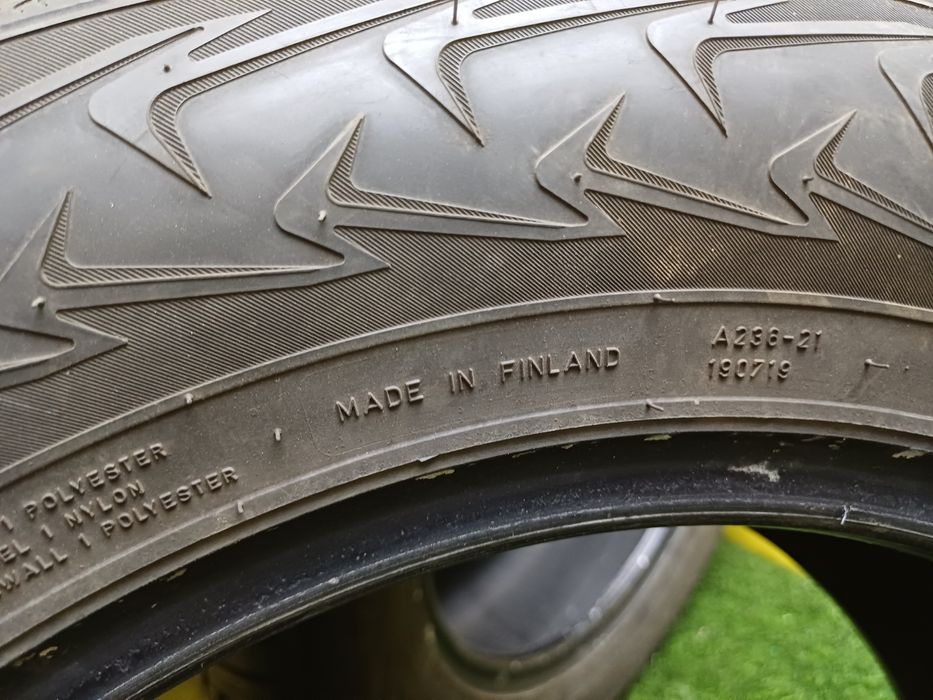 MADE IN FINLAND
A236-21
190719
1 POLYESTER
EL 1 NYLON
WALL 1 POLYESTER